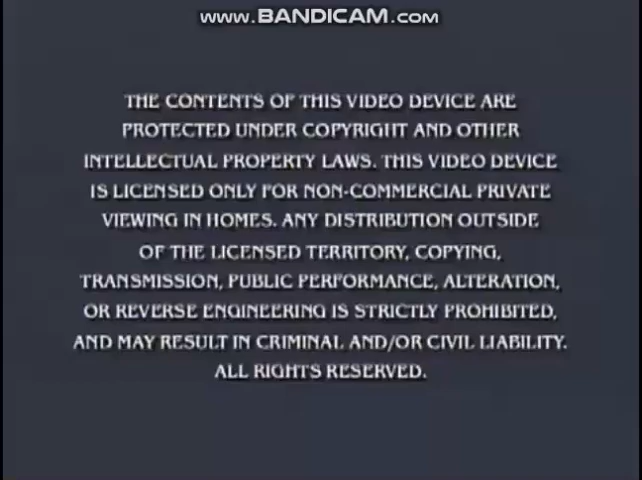 www.BANDICAM.com
THE CONTENTS OF THIS VIDEO DEVICE ARE
PROTECTED UNDER COPYRIGHT AND OTHER
INTELLECTUAL PROPERTY LAWS. THIS VIDEO DEVICE
IS LICENSED ONLY FOR NON-COMMERCIAL PRIVATE
VIEWING IN HOMES. ANY DISTRIBUTION OUTSIDE
OF THE LICENSED TERRITORY, COPYING,
TRANSMISSION, PUBLIC PERFORMANCE, ALTERATION,
OR REVERSE ENGINEERING IS STRICTLY PROHIBITED,
AND MAY RESULT IN CRIMINAL AND/OR CIVIL LIABILITY.
ALL RIGHTS RESERVED.